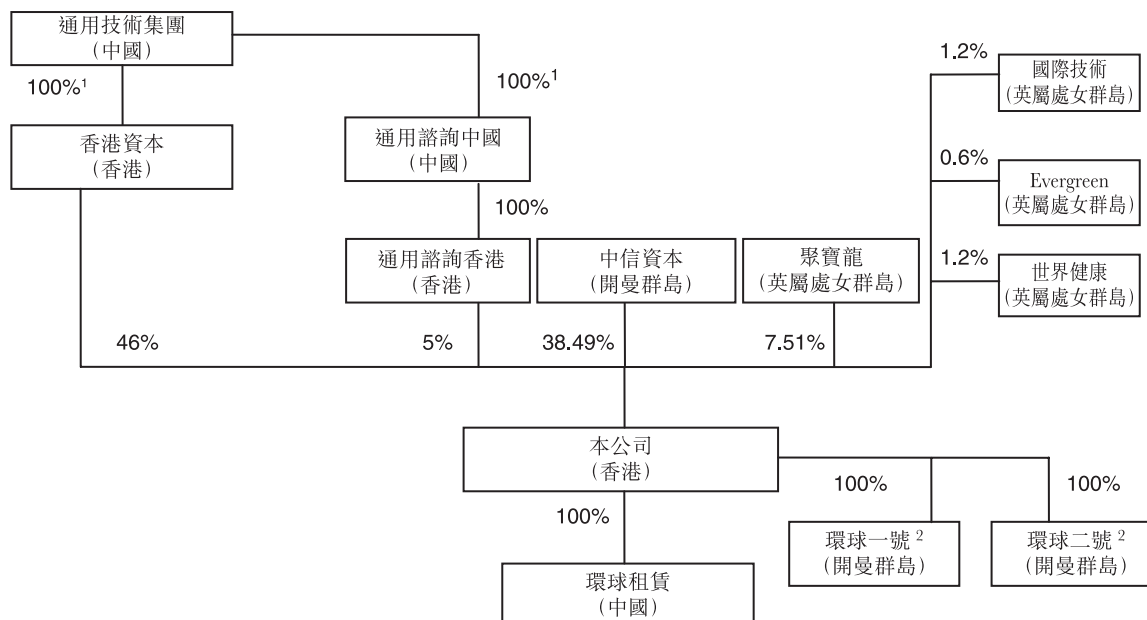 通用技術集團
(中國)
1.2%
國際技術
(英屬處女群島)
100%¹
100%¹
香港資本
(香港)
通用諮詢中國
(中國)
0.6%
Evergreen
(英屬處女群島)
100%
通用諮詢香港
(香港)
中信資本
(開曼群島)
聚寶龍
(英屬處女群島)
1.2%
世界健康
(英屬處女群島)
46%
5%
38.49%
7.51%
本公司
(香港)
100%
100%
100%
環球一號²
(開曼群島)
環球二號²
(開曼群島)
環球租賃
(中國)